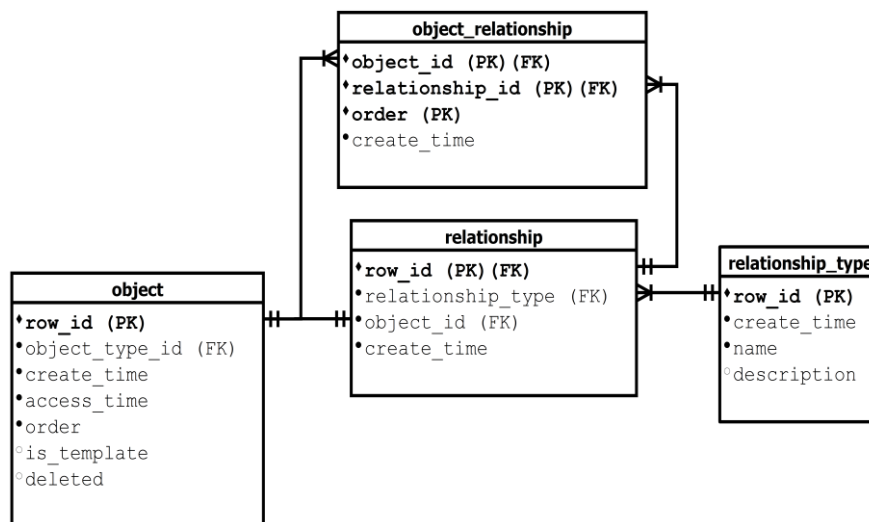 object_relationship
object_id (PK)(FK)
relationship_id (PK)(FK)
order (PK)
create_time
relationship
row_id (PK)(FK)
relationship_type (FK)
object_id (FK)
create_time
relationship_type
row_id (PK)
create_time
name
description
object
row_id (PK)
object_type_id (FK)
create_time
access_time
order
is_template
deleted